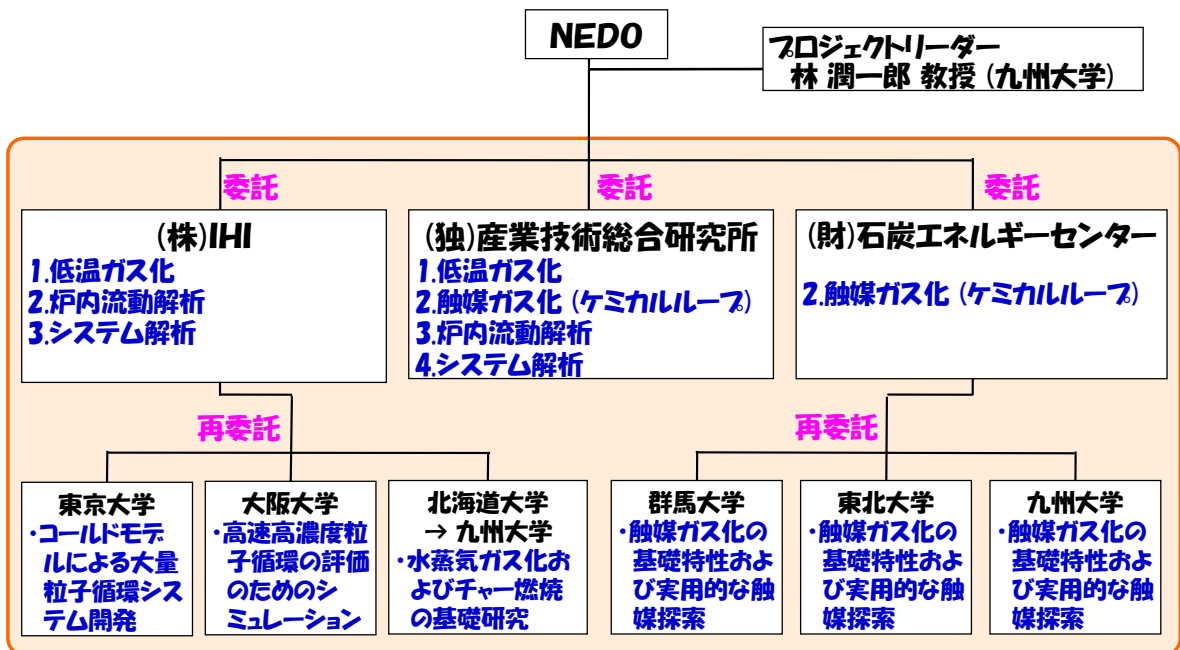 NEDO
プロジェクトリーダー
林 潤一郎 教授 (九州大学)
委託
委託
委託
(株)IHI
1.低温ガス化
2.炉内流動解析
3.システム解析
(独)産業技術総合研究所
1.低温ガス化
2.触媒ガス化 (ケミカルループ)
3.炉内流動解析
4.システム解析
(財)石炭エネルギーセンター
2.触媒ガス化 (ケミカルループ)
再委託
再委託
東京大学
・コールドモデ
ルによる大量
粒子循環シス
テム開発
大阪大学
・高速高濃度粒
子循環の評価
のためのシ
ミュレーション
北海道大学
→ 九州大学
・水蒸気ガス化お
よびチャー燃焼
の基礎研究
群馬大学
・触媒ガス化の
基礎特性およ
び実用的な触
媒探索
東北大学
・触媒ガス化の
基礎特性およ
び実用的な触
媒探索
九州大学
・触媒ガス化の
基礎特性およ
び実用的な触
媒探索